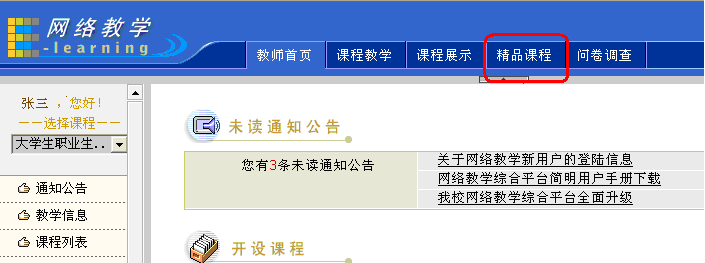 网络教学
-learning
教师首页 课程教学 课程展示 精品课程 问卷调查
张三 ，您好！
——选择课程——
大学生职业生..
通知公告
教学信息
课程列表
未读通知公告
您有3条未读通知公告
关于网络教学新用户的登陆信息
网络教学综合平台简明用户手册下载
我校网络教学综合平台全面升级
开设课程